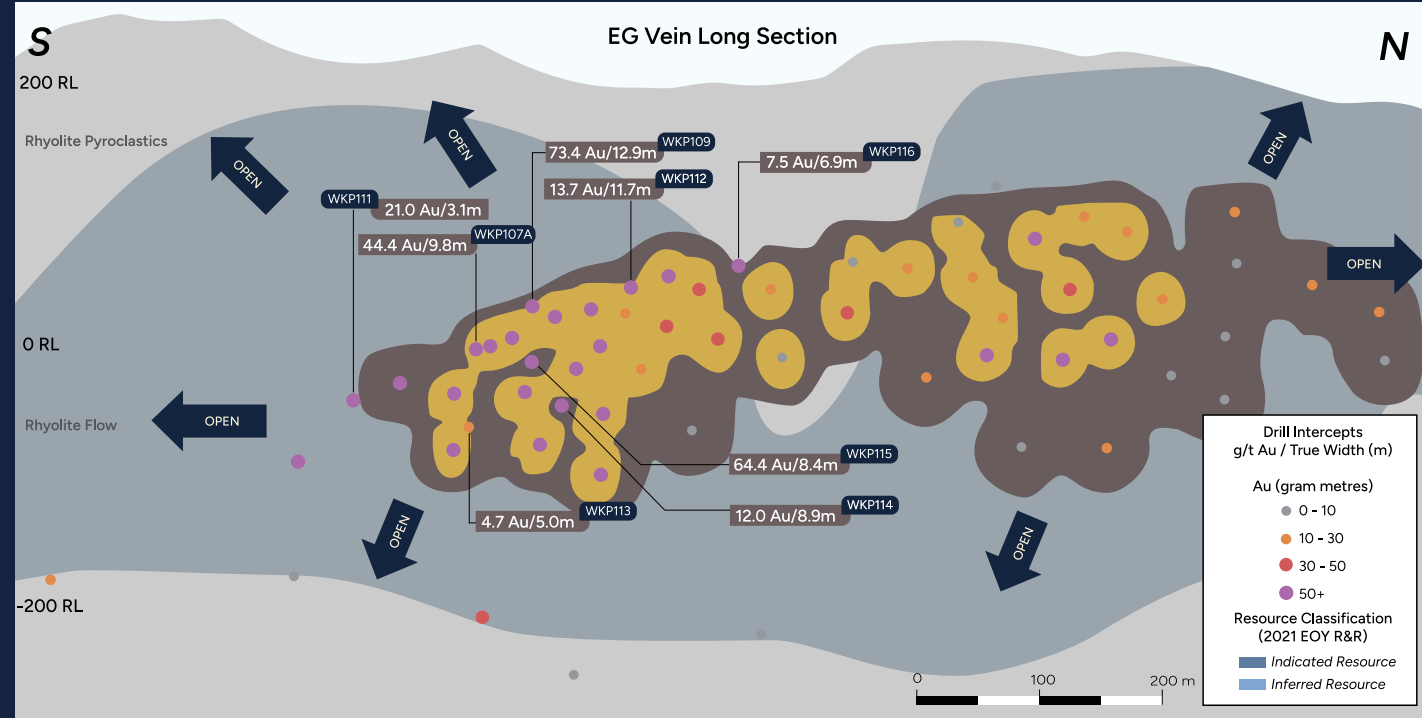 EG Vein Long Section
S
N
200 RL
Rhyolite Pyroclastics
OPEN
OPEN
OPEN
73.4 Au/12.9m
WKP109
7.5 Au/6.9m
WKP116
13.7 Au/11.7m
WKP112
WKP111
21.0 Au/3.1m
44.4 Au/9.8m
WKP107A
OPEN
0 RL
Rhyolite Flow
OPEN
64.4 Au/8.4m
WKP115
12.0 Au/8.9m
WKP114
4.7 Au/5.0m
WKP113
OPEN
OPEN
-200 RL
Drill Intercepts
g/t Au / True Width (m)
Au (gram metres)
0 - 10
10 - 30
30 - 50
50+
Resource Classification
(2021 EOY R&R)
Indicated Resource
Inferred Resource
0 100 200 m